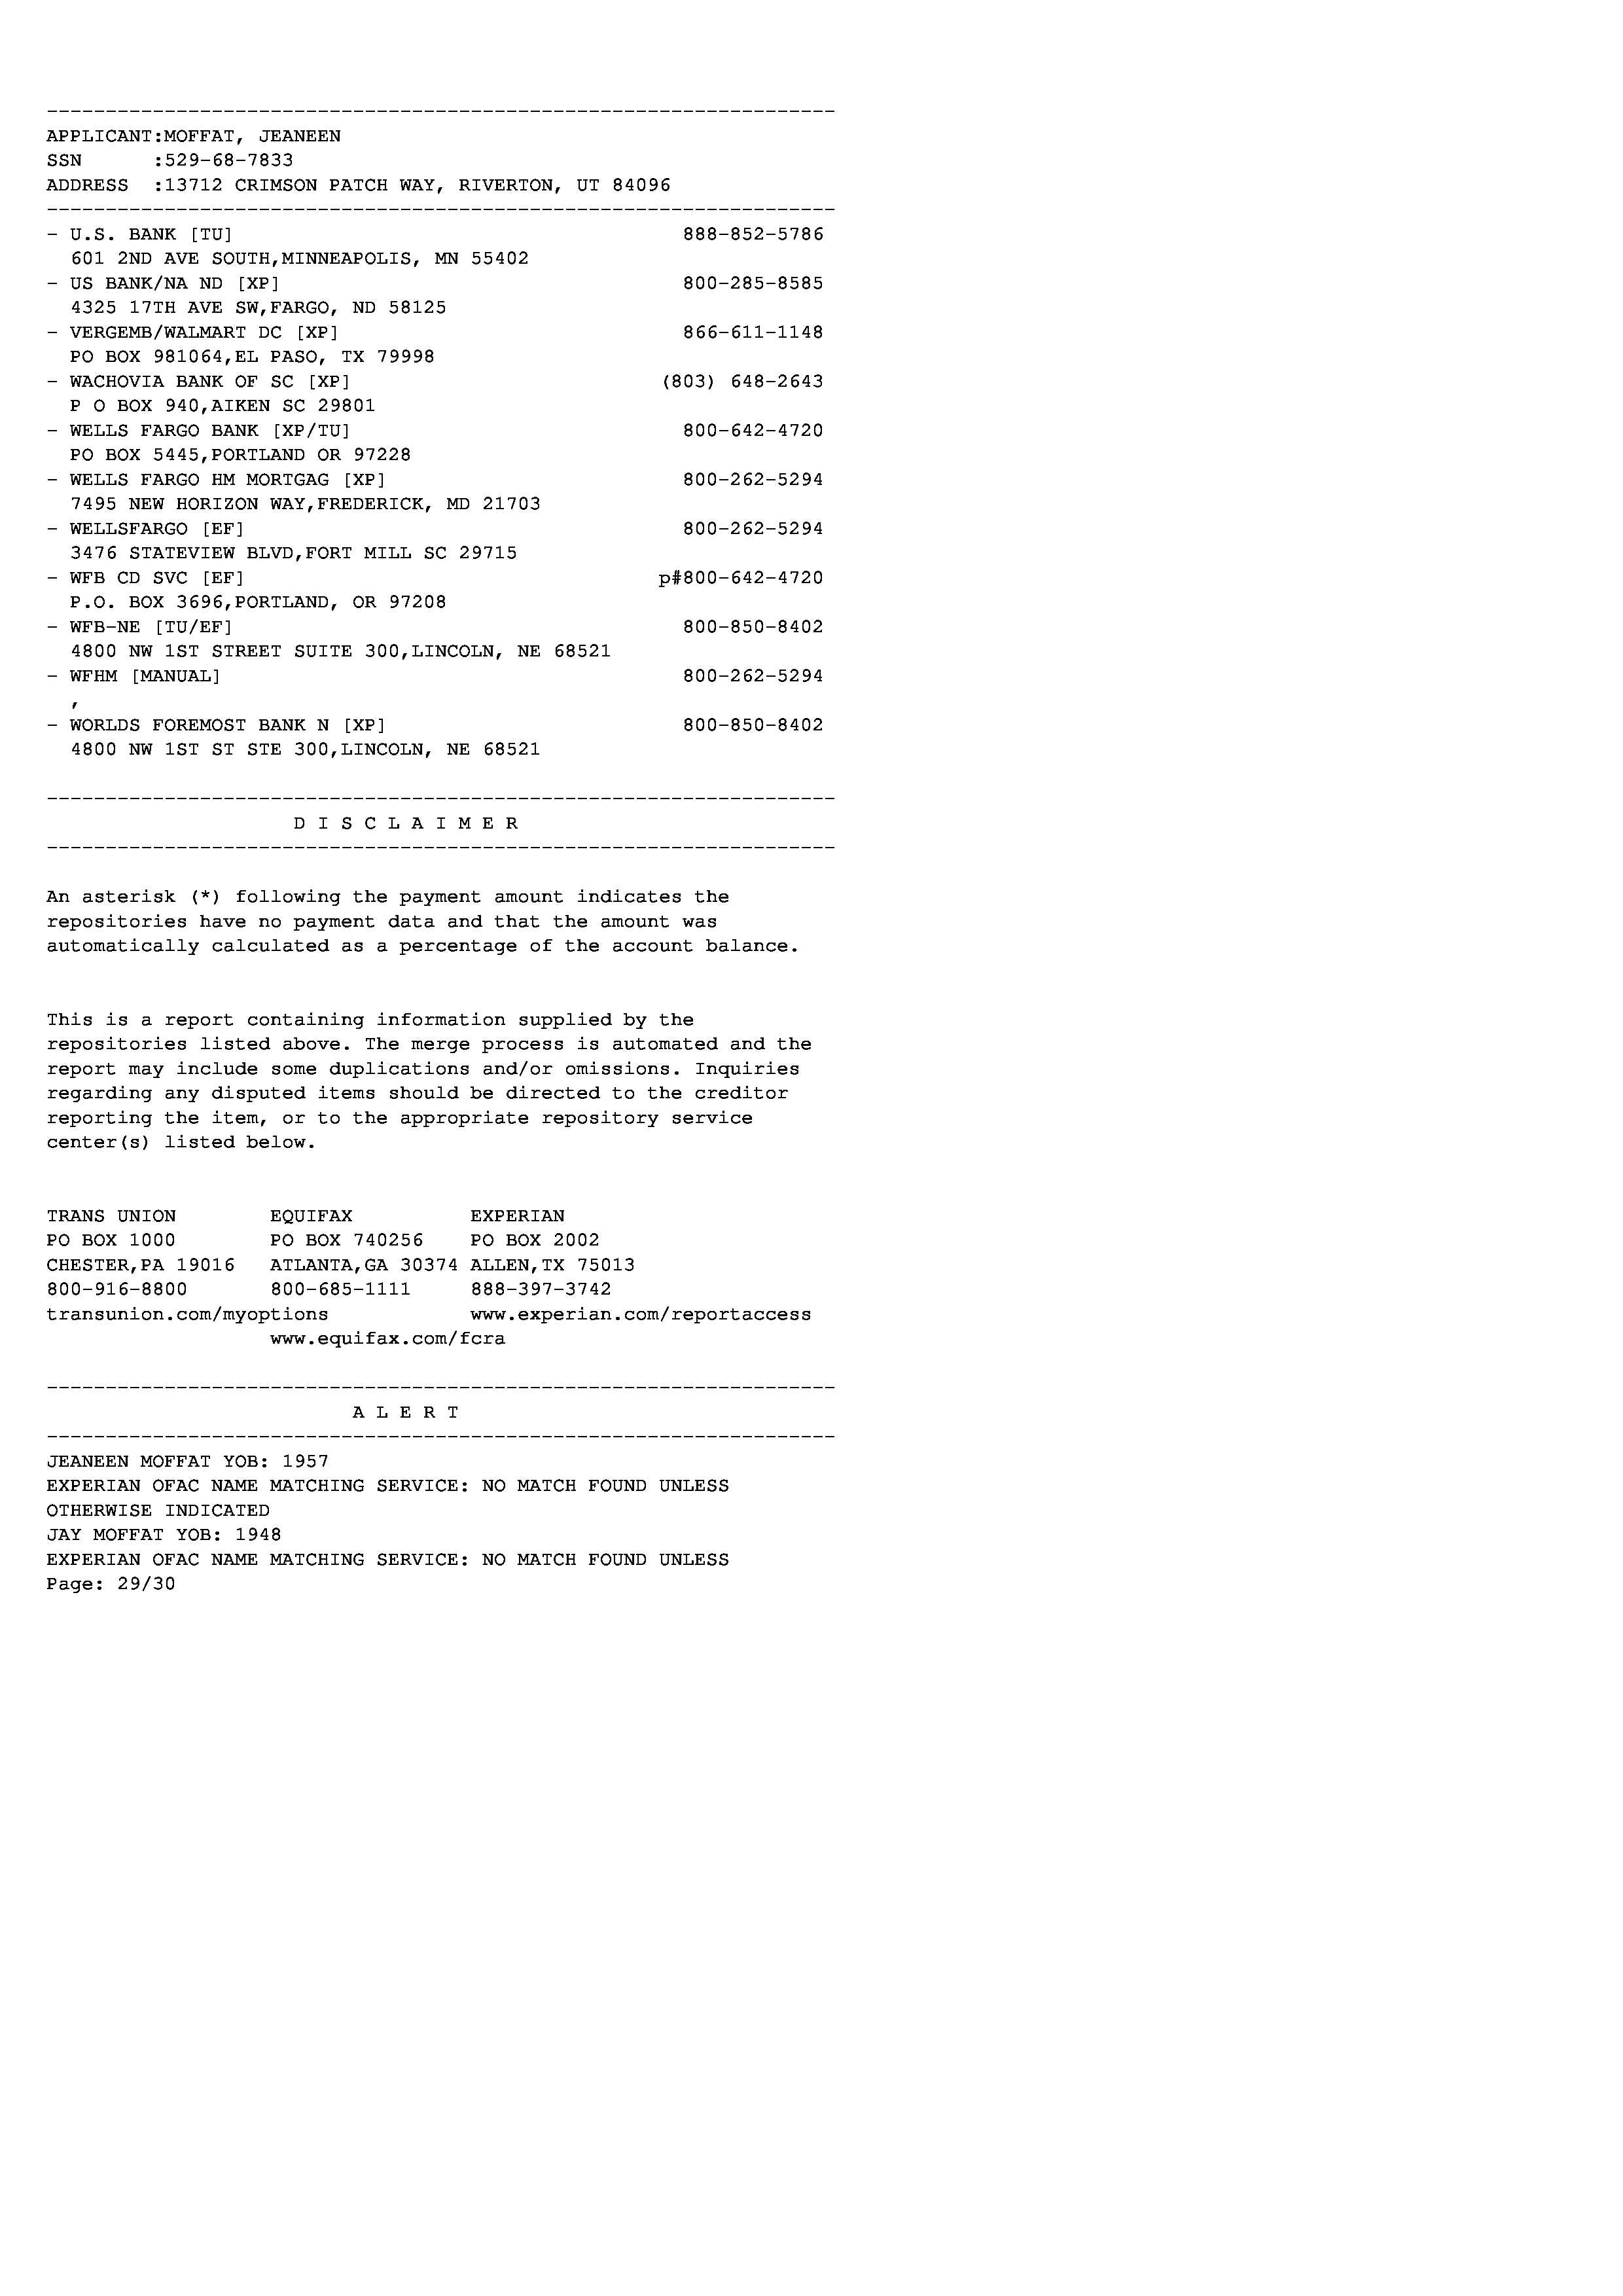 --------------------------------------------------------------------
APPLICANT:MOFFAT, JEANEEN
SSN      :529-68-7833
ADDRESS  :13712 CRIMSON PATCH WAY, RIVERTON, UT 84096
--------------------------------------------------------------------
- U.S. BANK [TU]                                      888-852-5786
  601 2ND AVE SOUTH,MINNEAPOLIS, MN 55402
- US BANK/NA ND [XP]                                  800-285-8585
  4325 17TH AVE SW,FARGO, ND 58125
- VERGEMB/WALMART DC [XP]                             866-611-1148
  PO BOX 981064,EL PASO, TX 79998
- WACHOVIA BANK OF SC [XP]                          (803) 648-2643
  P O BOX 940,AIKEN SC 29801
- WELLS FARGO BANK [XP/TU]                            800-642-4720
  PO BOX 5445,PORTLAND OR 97228
- WELLS FARGO HM MORTGAG [XP]                         800-262-5294
  7495 NEW HORIZON WAY,FREDERICK, MD 21703
- WELLSFARGO [EF]                                     800-262-5294
  3476 STATEVIEW BLVD,FORT MILL SC 29715
- WFB CD SVC [EF]                                   p#800-642-4720
  P.O. BOX 3696,PORTLAND, OR 97208
- WFB-NE [TU/EF]                                      800-850-8402
  4800 NW 1ST STREET SUITE 300,LINCOLN, NE 68521
- WFHM [MANUAL]                                       800-262-5294
  ,
- WORLDS FOREMOST BANK N [XP]                         800-850-8402
  4800 NW 1ST ST STE 300,LINCOLN, NE 68521
--------------------------------------------------------------------
D I S C L A I M E R
--------------------------------------------------------------------
An asterisk (*) following the payment amount indicates the
repositories have no payment data and that the amount was
automatically calculated as a percentage of the account balance.
This is a report containing information supplied by the
repositories listed above. The merge process is automated and the
report may include some duplications and/or omissions. Inquiries
regarding any disputed items should be directed to the creditor
reporting the item, or to the appropriate repository service
center(s) listed below.
TRANS UNION        EQUIFAX          EXPERIAN
PO BOX 1000        PO BOX 740256    PO BOX 2002
CHESTER,PA 19016   ATLANTA,GA 30374 ALLEN,TX 75013
800-916-8800       800-685-1111     888-397-3742
transunion.com/myoptions            www.experian.com/reportaccess
                   www.equifax.com/fcra
--------------------------------------------------------------------
A L E R T
--------------------------------------------------------------------
JEANEEN MOFFAT YOB: 1957
EXPERIAN OFAC NAME MATCHING SERVICE: NO MATCH FOUND UNLESS
OTHERWISE INDICATED
JAY MOFFAT YOB: 1948
EXPERIAN OFAC NAME MATCHING SERVICE: NO MATCH FOUND UNLESS
Page: 29/30